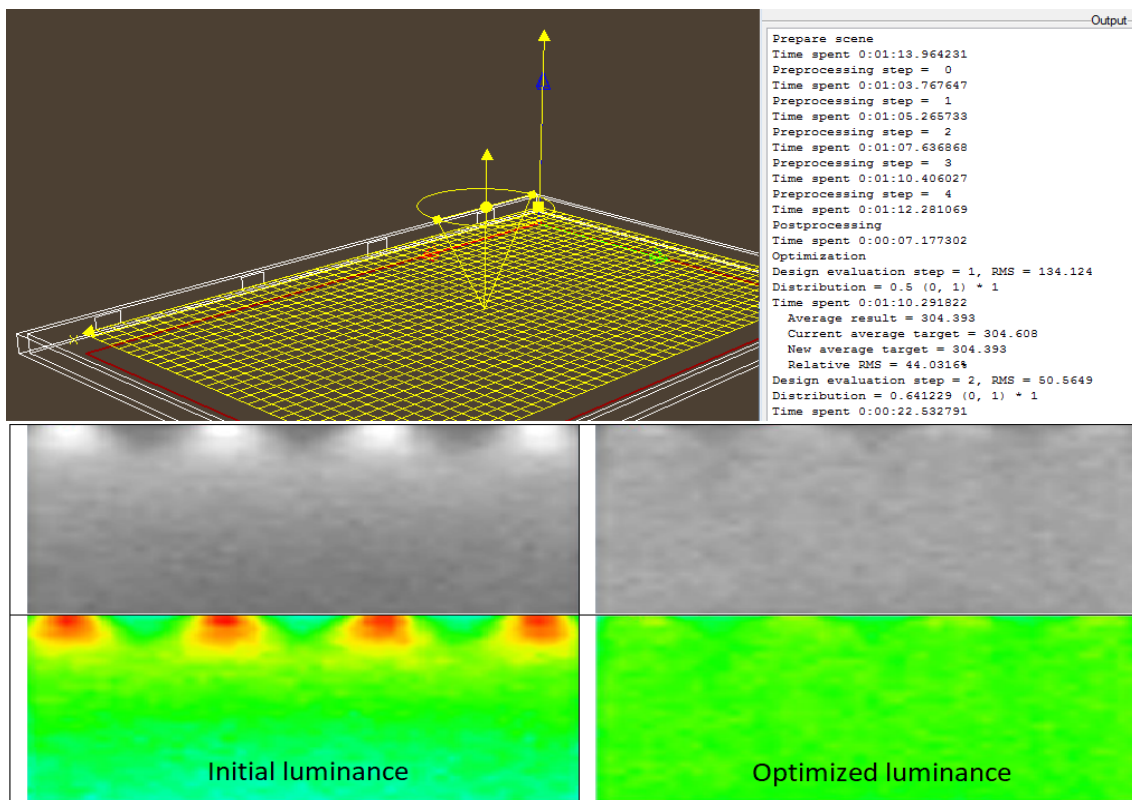 Output
Prepare scene
Time spent 0:01:13.964231
Preprocessing step = 0
Time spent 0:01:03.767647
Preprocessing step = 1
Time spent 0:01:05.265733
Preprocessing step = 2
Time spent 0:01:07.636868
Preprocessing step = 3
Time spent 0:01:10.406027
Preprocessing step = 4
Time spent 0:01:12.281069
Postprocessing
Time spent 0:00:07.177302
Optimization
Design evaluation step = 1, RMS = 134.124
Distribution = 0.5 (0, 1) * 1
Time spent 0:01:10.291822
Average result = 304.393
Current average target = 304.608
New average target = 304.393
Relative RMS = 44.0316%
Design evaluation step = 2, RMS = 50.5649
Distribution = 0.641229 (0, 1) * 1
Time spent 0:00:22.532791
x
Initial luminance
Optimized luminance